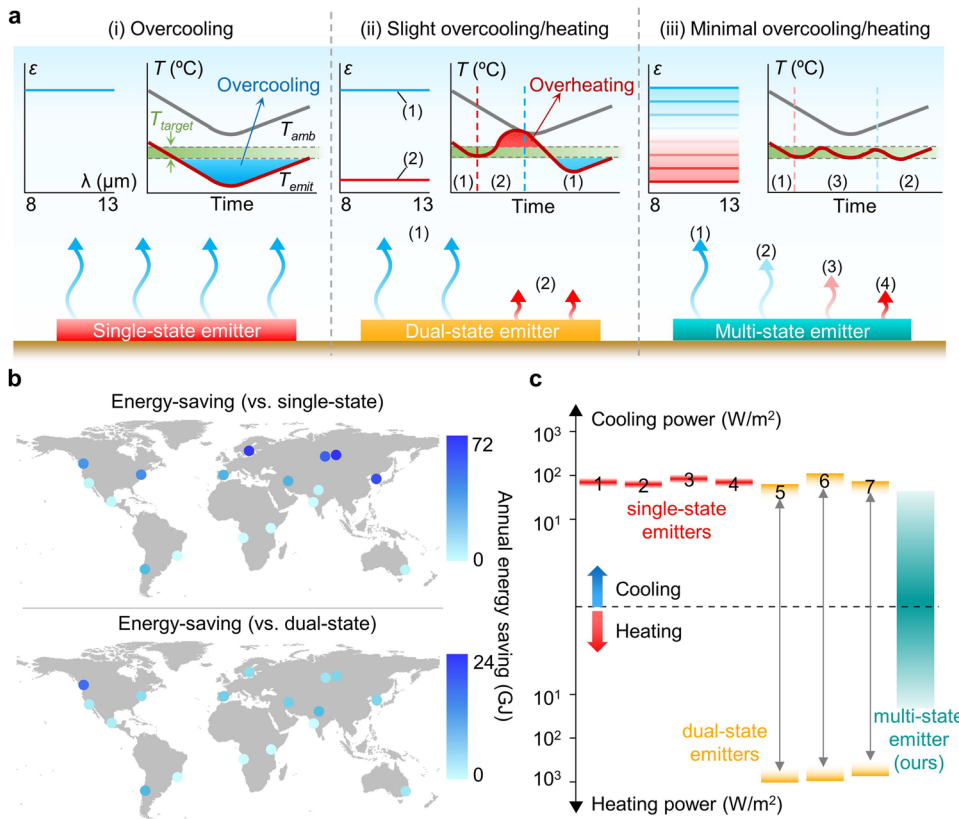 a
(i) Overcooling
(ii) Slight overcooling/heating
(iii) Minimal overcooling/heating
ε
T (ºC)
Overcooling
T_target
T_amb
T_emit
λ (µm)
8
13
Time
ε
(1)
(2)
8
13
T (ºC)
Overheating
(1)
(2)
(1)
Time
ε
8
13
T (ºC)
(1)
(3)
(2)
Time
(1)
(2)
(1)
(2)
(3)
(4)
Single-state emitter
Dual-state emitter
Multi-state emitter
b
Energy-saving (vs. single-state)
72
0
Energy-saving (vs. dual-state)
24
0
Annual energy saving (GJ)
c
Cooling power (W/m²)
10³
10²
10¹
1
2
3
4
5
6
7
single-state
emitters
Cooling
Heating
10¹
10²
10³
dual-state
emitters
multi-state
emitter
(ours)
Heating power (W/m²)